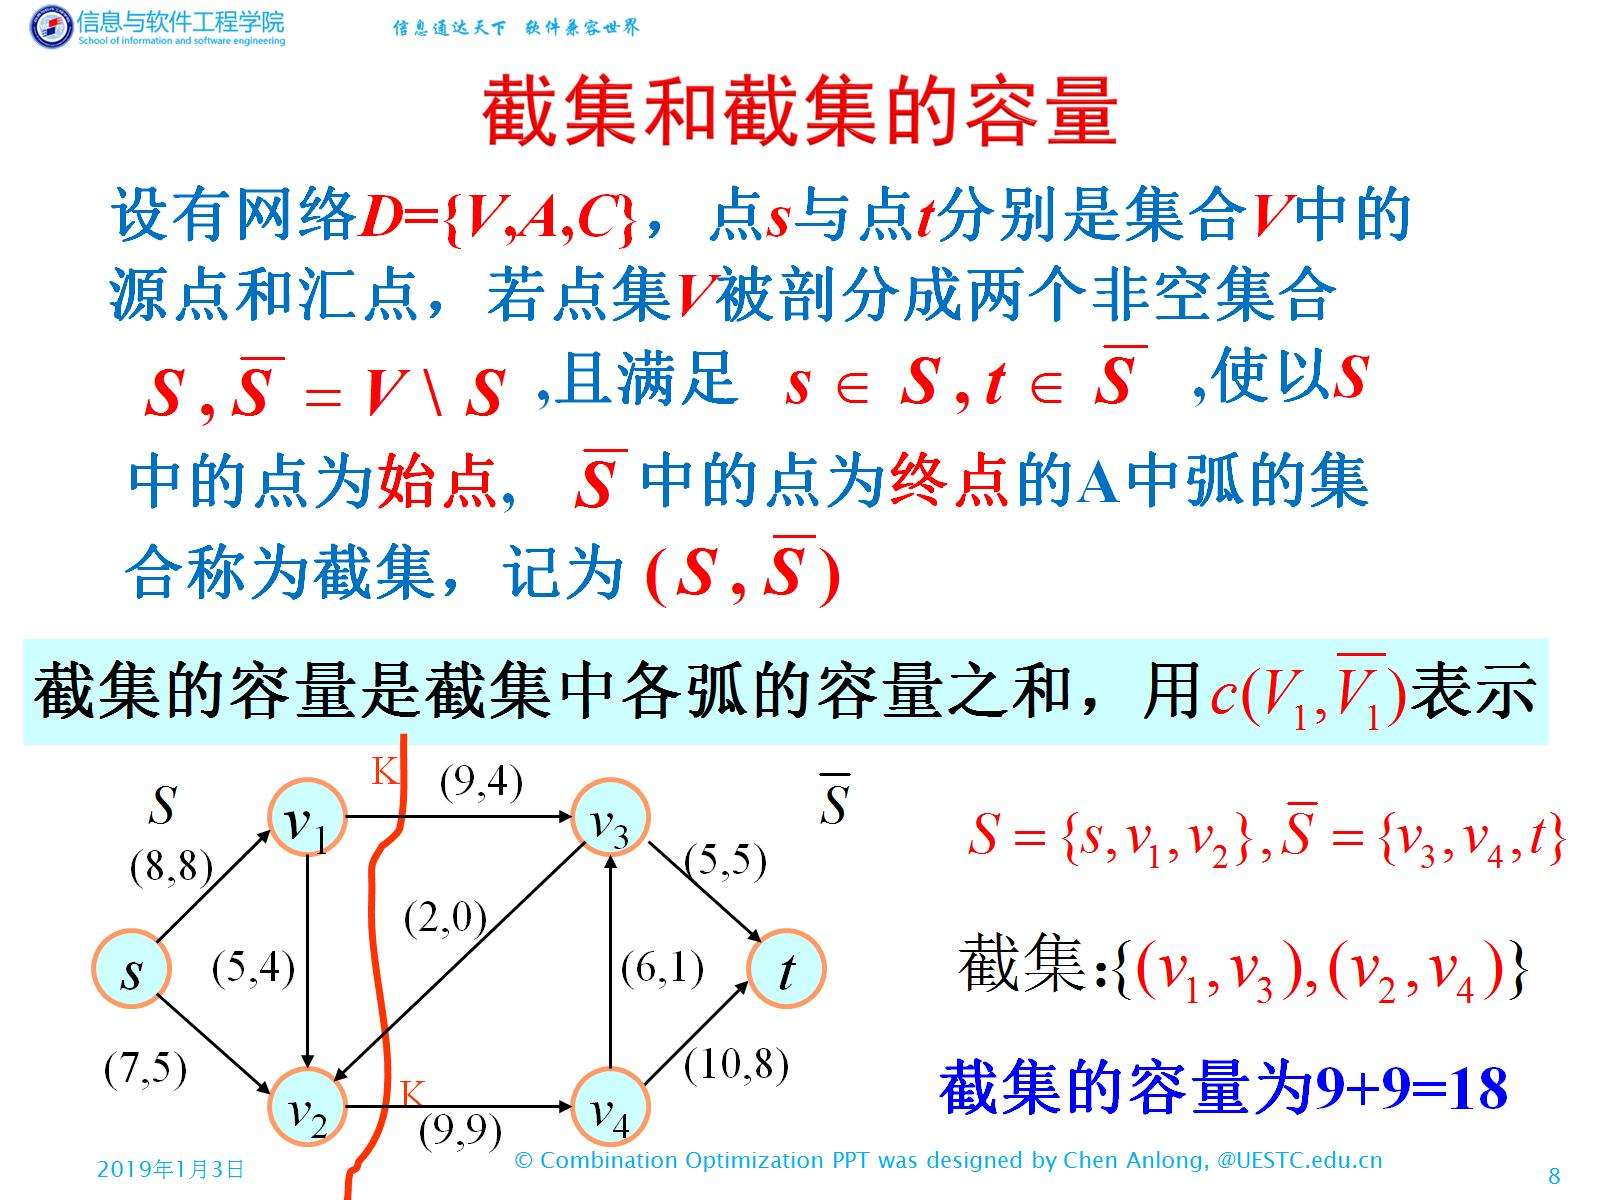 信息与软件工程学院
School of information and software engineering
信息通达天下 软件兼容世界
截集和截集的容量
设有网络D={V,A,C}，点s与点t分别是集合V中的
源点和汇点，若点集V被剖分成两个非空集合
S , S̅ = V \ S ,且满足 s ∈ S , t ∈ S̅ ,使以S
中的点为始点, S̅ 中的点为终点的A中弧的集
合称为截集，记为 ( S , S̅ )
截集的容量是截集中各弧的容量之和，用c(V₁,V̅₁)表示
S
K
(9,4)
S̅
v₁
v₃
(8,8)
(5,5)
(2,0)
s
(5,4)
(6,1)
t
(7,5)
(10,8)
K
v₂
(9,9)
v₄
S = {s,v₁,v₂}, S̅ = {v₃,v₄,t}
截集:{(v₁,v₃),(v₂,v₄)}
截集的容量为9+9=18
2019年1月3日
© Combination Optimization PPT was designed by Chen Anlong, @UESTC.edu.cn
8